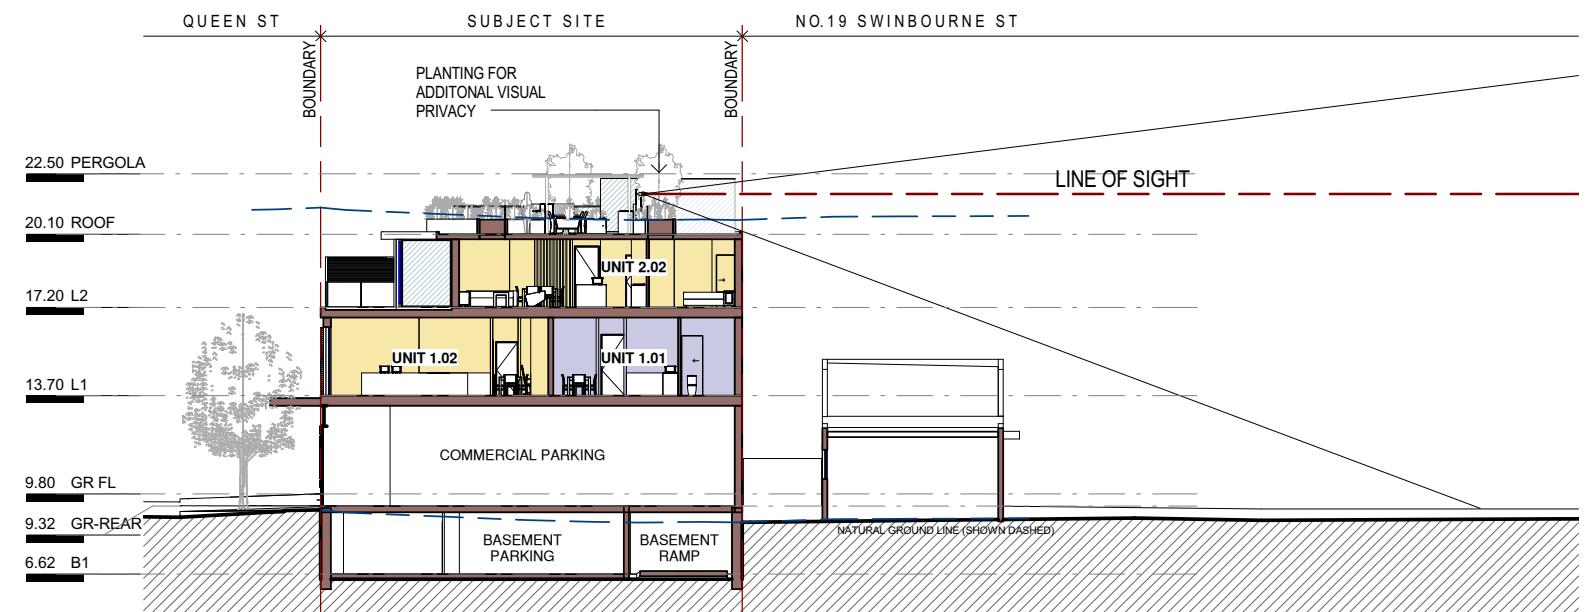 QUEEN ST
SUBJECT SITE
NO.19 SWINBOURNE ST
BOUNDARY
BOUNDARY
PLANTING FOR
ADDITONAL VISUAL
PRIVACY
22.50 PERGOLA
LINE OF SIGHT
20.10 ROOF
UNIT 2.02
17.20 L2
UNIT 1.02
UNIT 1.01
13.70 L1
COMMERCIAL PARKING
9.80 GR FL
9.32 GR-REAR
NATURAL GROUND LINE (SHOWN DASHED)
BASEMENT
PARKING
BASEMENT
RAMP
6.62 B1